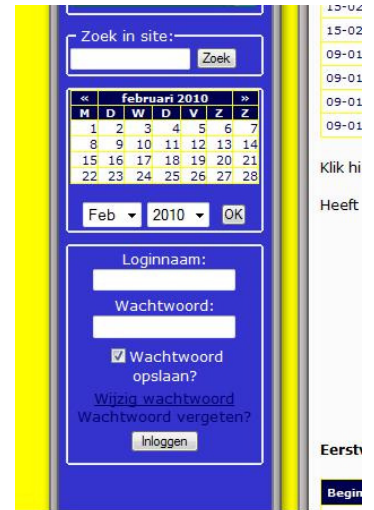 Zoek in site:
Zoek
« februari 2010 »
M D W D V Z Z
1 2 3 4 5 6 7
8 9 10 11 12 13 14
15 16 17 18 19 20 21
22 23 24 25 26 27 28
Feb 2010 OK
Loginnaam:
Wachtwoord:
Wachtwoord
opslaan?
Wijzig wachtwoord
Wachtwoord vergeten?
Inloggen
15-02
15-02
09-01
09-01
09-01
09-01
Klik hi
Heeft
Eerst
Begin